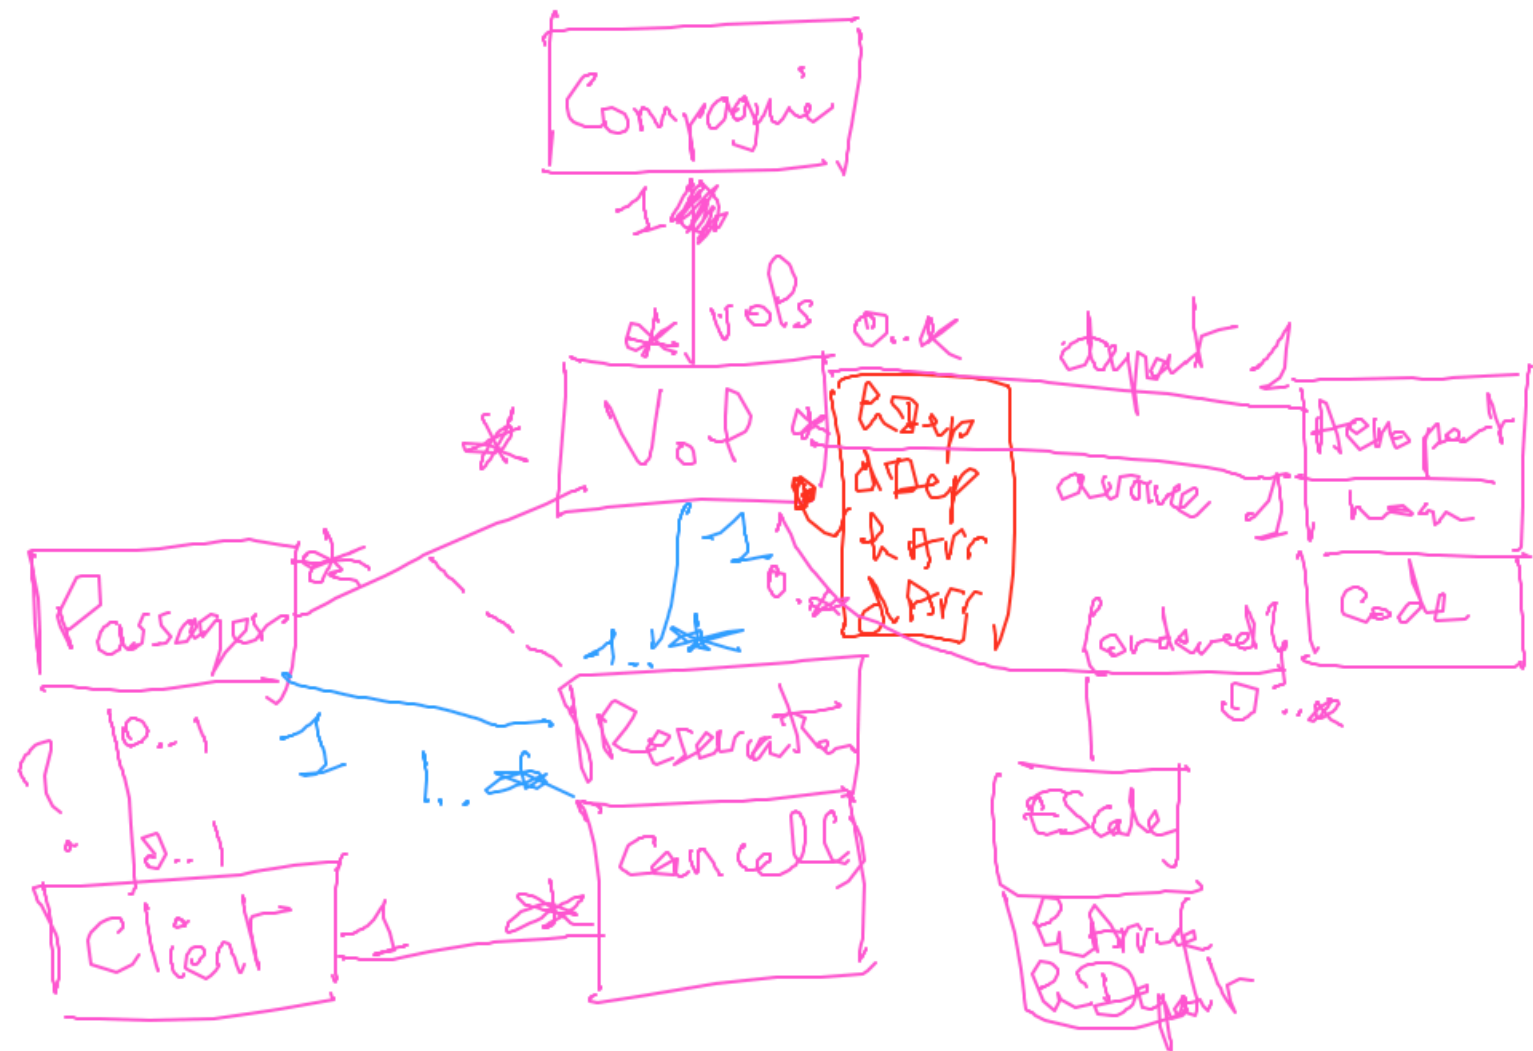 Compagnie
1
* vols
0..*
depart 1
Vol
*
hDep
dDep
hArr
dArr
Aeroport
nom
Code
*
arrivee 1
Passager
*
1
0..*
{ordered}
0..*
1..*
Reservation
Cancel()
0..1
?
1
1..*
0..1
Client
1
*
Escale
hArrivee
hDepart